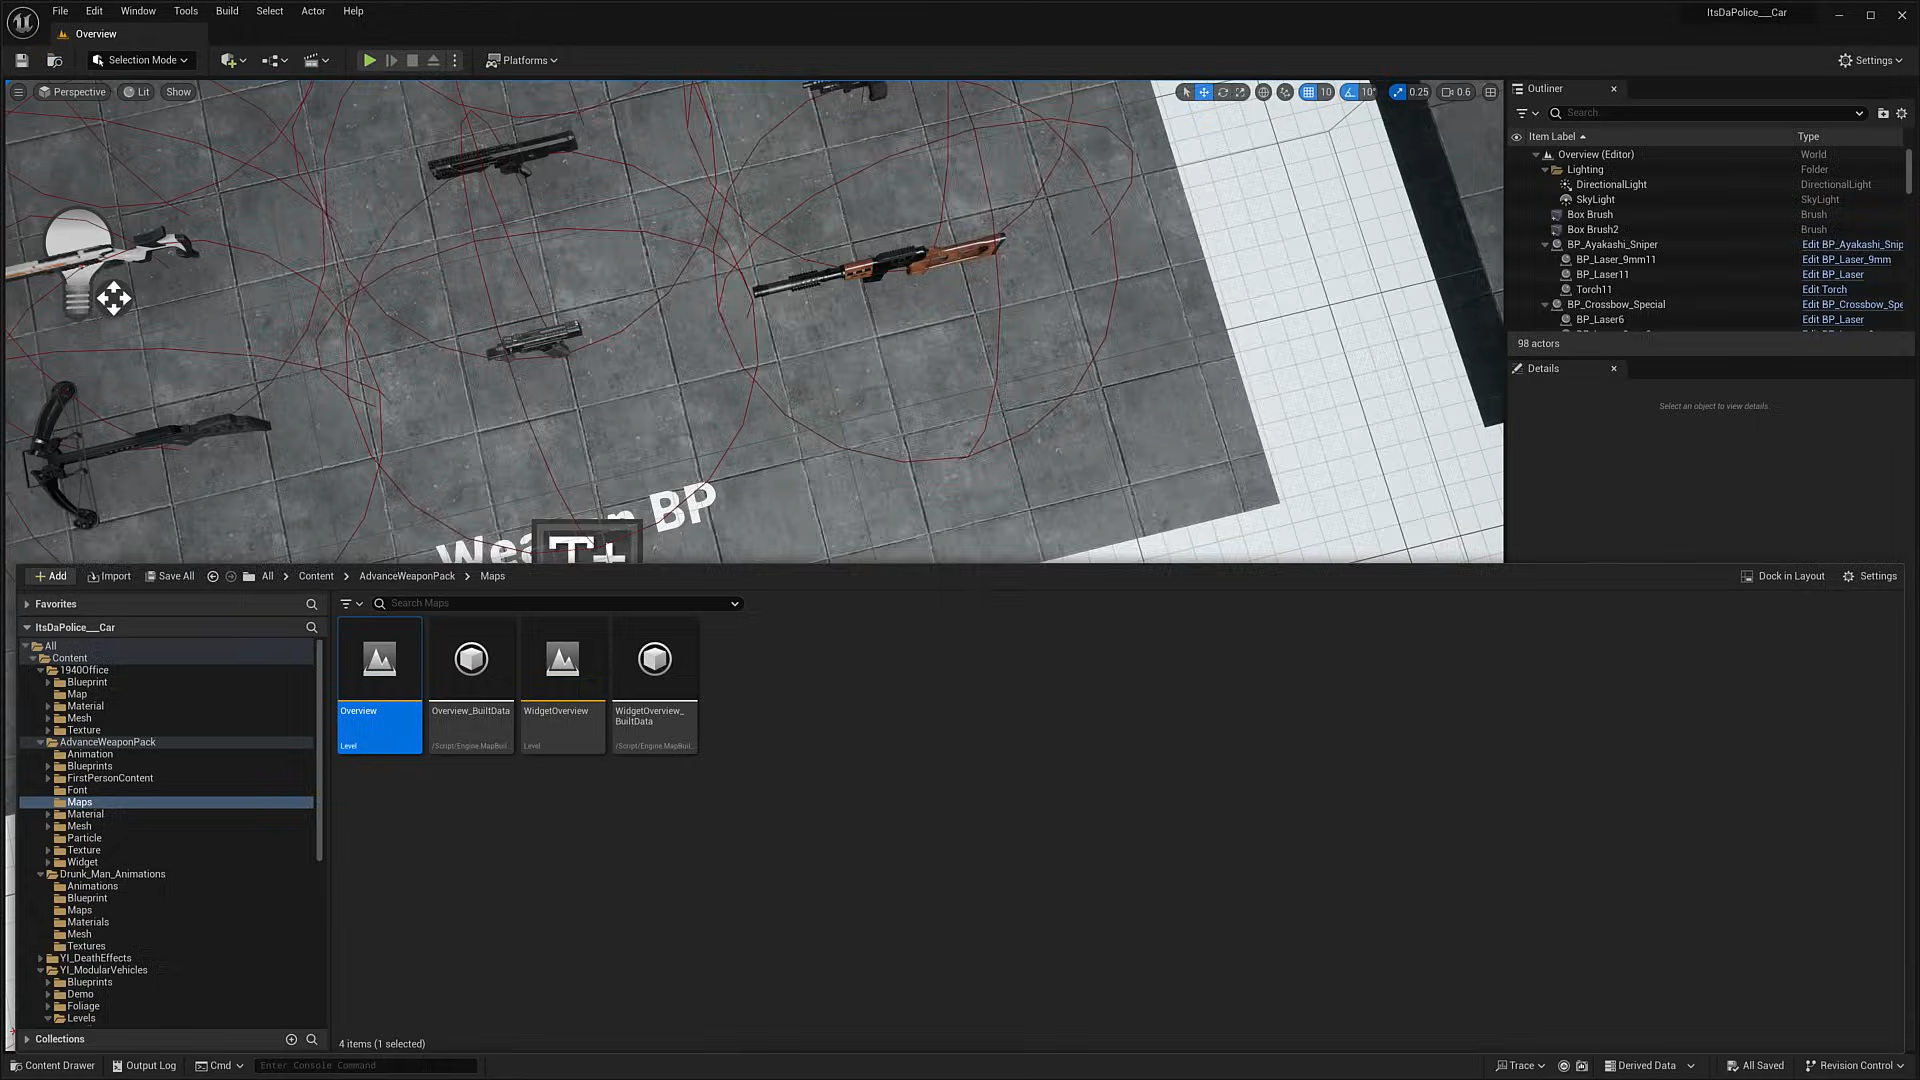 File Edit Window Tools Build Select Actor Help
ItsDaPolice___Car
Overview
Selection Mode
Platforms
Settings
Perspective
Lit
Show
10
10°
0.25
0.6
Outliner
Search
Item Label
Type
Overview (Editor) World
Lighting Folder
DirectionalLight DirectionalLight
SkyLight SkyLight
Box Brush Brush
Box Brush2 Brush
BP_Ayakashi_Sniper Edit BP_Ayakashi_Snip
BP_Laser_9mm11 Edit BP_Laser_9mm
BP_Laser11 Edit BP_Laser
Torch11 Edit Torch
BP_Crossbow_Special Edit BP_Crossbow_Spe
BP_Laser6 Edit BP_Laser
98 actors
Details
Select an object to view details
BP
T+
Add
Import
Save All
All
Content
AdvanceWeaponPack
Maps
Dock in Layout
Settings
Favorites
Search Maps
ItsDaPolice___Car
All
Content
1940Office
Blueprint
Map
Material
Mesh
Texture
AdvanceWeaponPack
Animation
Blueprints
FirstPersonContent
Font
Maps
Material
Mesh
Particle
Texture
Widget
Drunk_Man_Animations
Animations
Blueprint
Maps
Materials
Mesh
Textures
YI_DeathEffects
YI_ModularVehicles
Blueprints
Demo
Foliage
Levels
Overview
Level
Overview_BuiltData
/Script/Engine.MapBuil...
WidgetOverview
Level
WidgetOverview_
BuiltData
/Script/Engine.MapBuil...
Collections
4 items (1 selected)
Content Drawer
Output Log
Cmd
Enter Console Command
Trace
Derived Data
All Saved
Revision Control